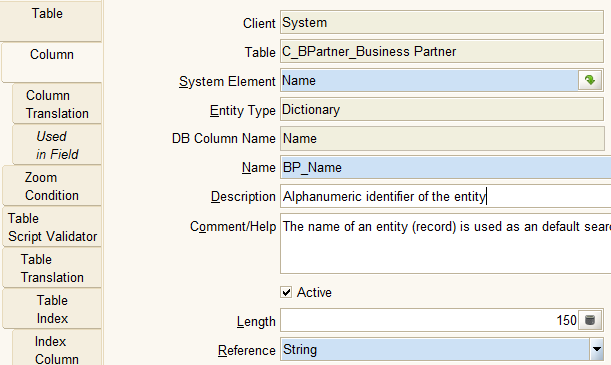 Table
Column
Column
Translation
Used
in Field
Zoom
Condition
Table
Script Validator
Table
Translation
Table
Index
Index
Column
Client System
Table C_BPartner_Business Partner
System Element Name
Entity Type Dictionary
DB Column Name Name
Name BP_Name
Description Alphanumeric identifier of the entity
Comment/Help The name of an entity (record) is used as an default sear
Active
Length 150
Reference String